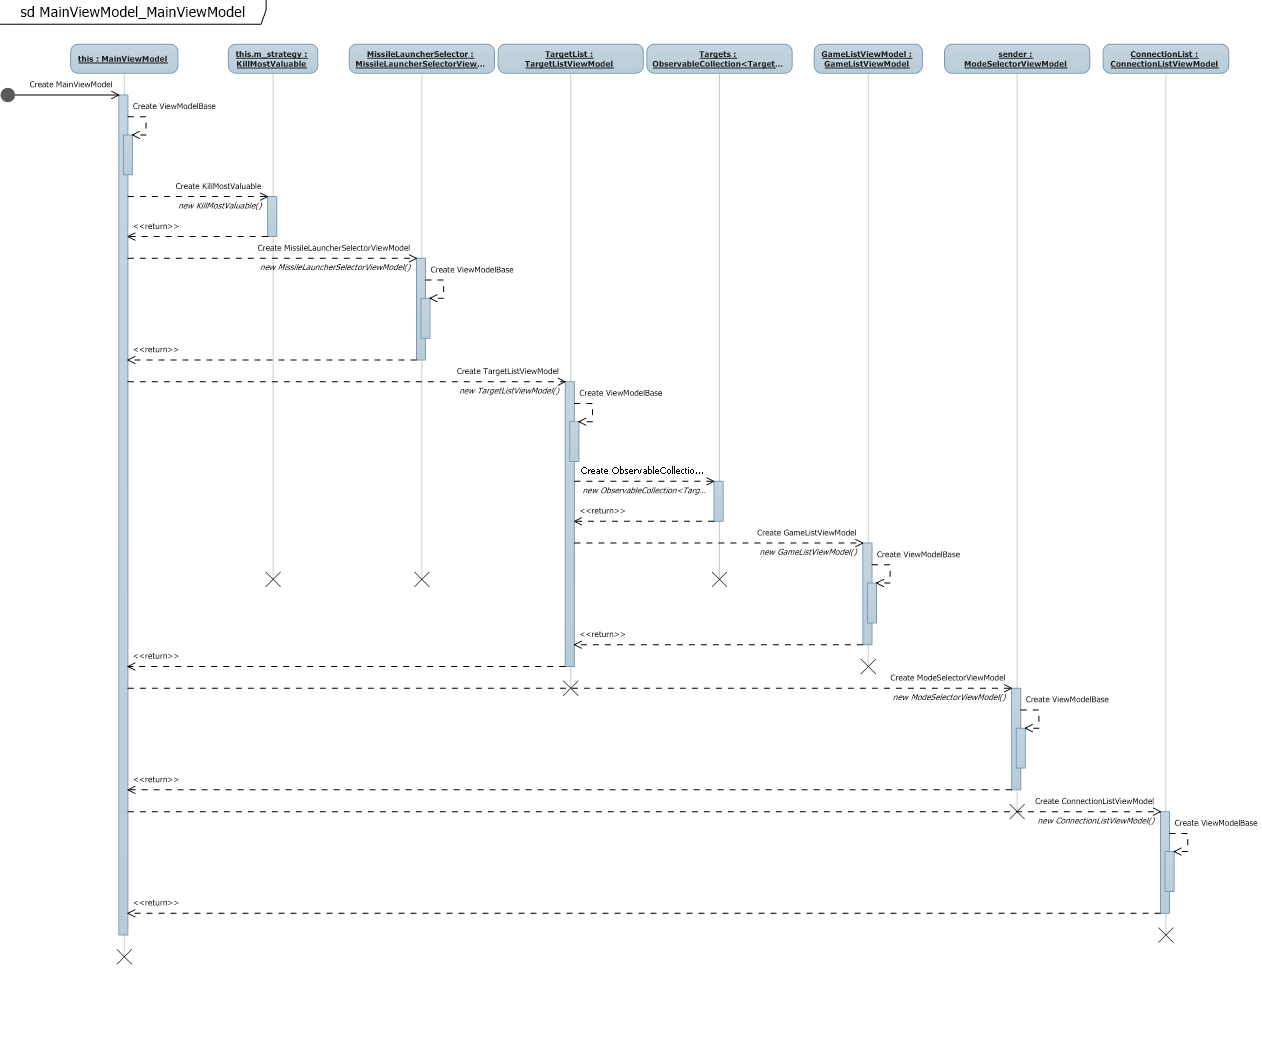 sd MainViewModel_MainViewModel
this : MainViewModel
this.m_strategy :
KillMostValuable
MissileLauncherSelector :
MissileLauncherSelectorView...
TargetList :
TargetListViewModel
Targets :
ObservableCollection<Target...
GameListViewModel :
GameListViewModel
sender :
ModeSelectorViewModel
ConnectionList :
ConnectionListViewModel
Create MainViewModel
Create ViewModelBase
Create KillMostValuable
new KillMostValuable()
<<return>>
Create MissileLauncherSelectorViewModel
new MissileLauncherSelectorViewModel()
Create ViewModelBase
<<return>>
Create TargetListViewModel
new TargetListViewModel()
Create ViewModelBase
Create ObservableCollectio...
new ObservableCollection<Targ...
<<return>>
Create GameListViewModel
new GameListViewModel()
Create ViewModelBase
<<return>>
<<return>>
Create ModeSelectorViewModel
new ModeSelectorViewModel()
Create ViewModelBase
<<return>>
Create ConnectionListViewModel
new ConnectionListViewModel()
Create ViewModelBase
<<return>>